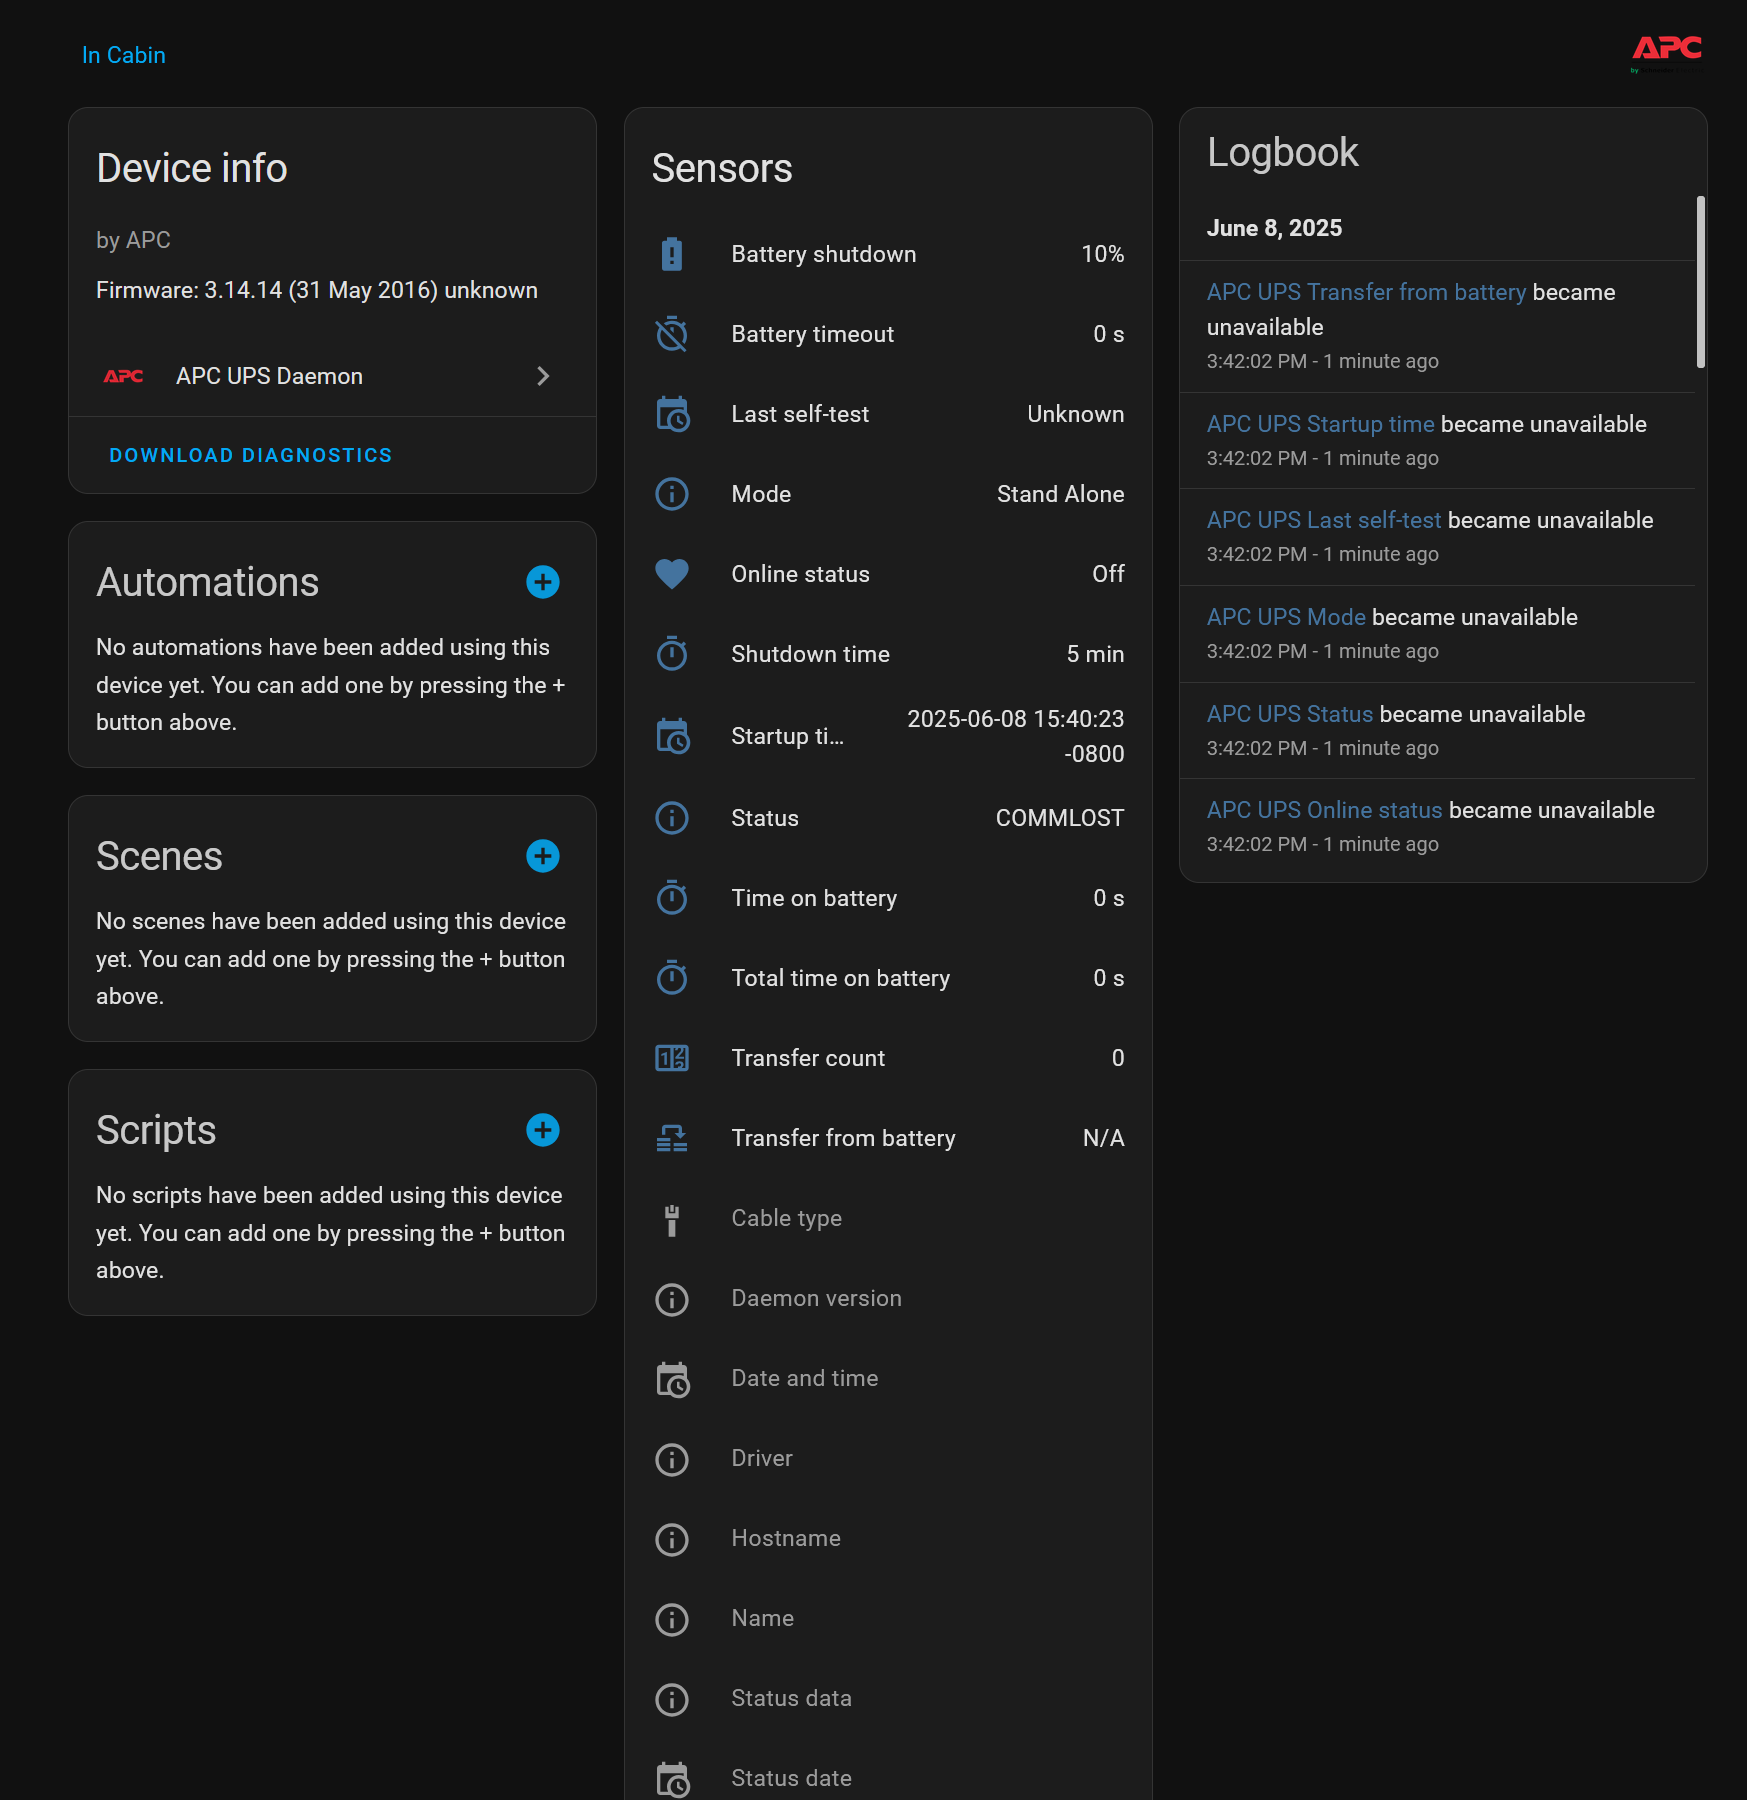 In Cabin
APC
by
Device info
by APC
Firmware: 3.14.14 (31 May 2016) unknown
APC
APC UPS Daemon
DOWNLOAD DIAGNOSTICS
Automations
No automations have been added using this
device yet. You can add one by pressing the +
button above.
Scenes
No scenes have been added using this device
yet. You can add one by pressing the + button
above.
Scripts
No scripts have been added using this device
yet. You can add one by pressing the + button
above.
Sensors
Battery shutdown 10%
Battery timeout 0 s
Last self-test Unknown
Mode Stand Alone
Online status Off
Shutdown time 5 min
Startup ti… 2025-06-08 15:40:23
-0800
Status COMMLOST
Time on battery 0 s
Total time on battery 0 s
Transfer count 0
Transfer from battery N/A
Cable type
Daemon version
Date and time
Driver
Hostname
Name
Status data
Status date
Logbook
June 8, 2025
APC UPS Transfer from battery became
unavailable
3:42:02 PM - 1 minute ago
APC UPS Startup time became unavailable
3:42:02 PM - 1 minute ago
APC UPS Last self-test became unavailable
3:42:02 PM - 1 minute ago
APC UPS Mode became unavailable
3:42:02 PM - 1 minute ago
APC UPS Status became unavailable
3:42:02 PM - 1 minute ago
APC UPS Online status became unavailable
3:42:02 PM - 1 minute ago